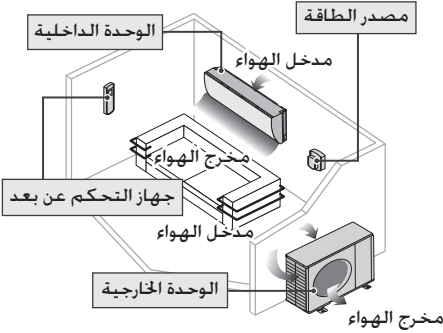 مصدر الطاقة
الوحدة الداخلية
مدخل الهواء
مخرج الهواء
جهاز التحكم عن بعد
مدخل الهواء
الوحدة الخارجية
مخرج الهواء